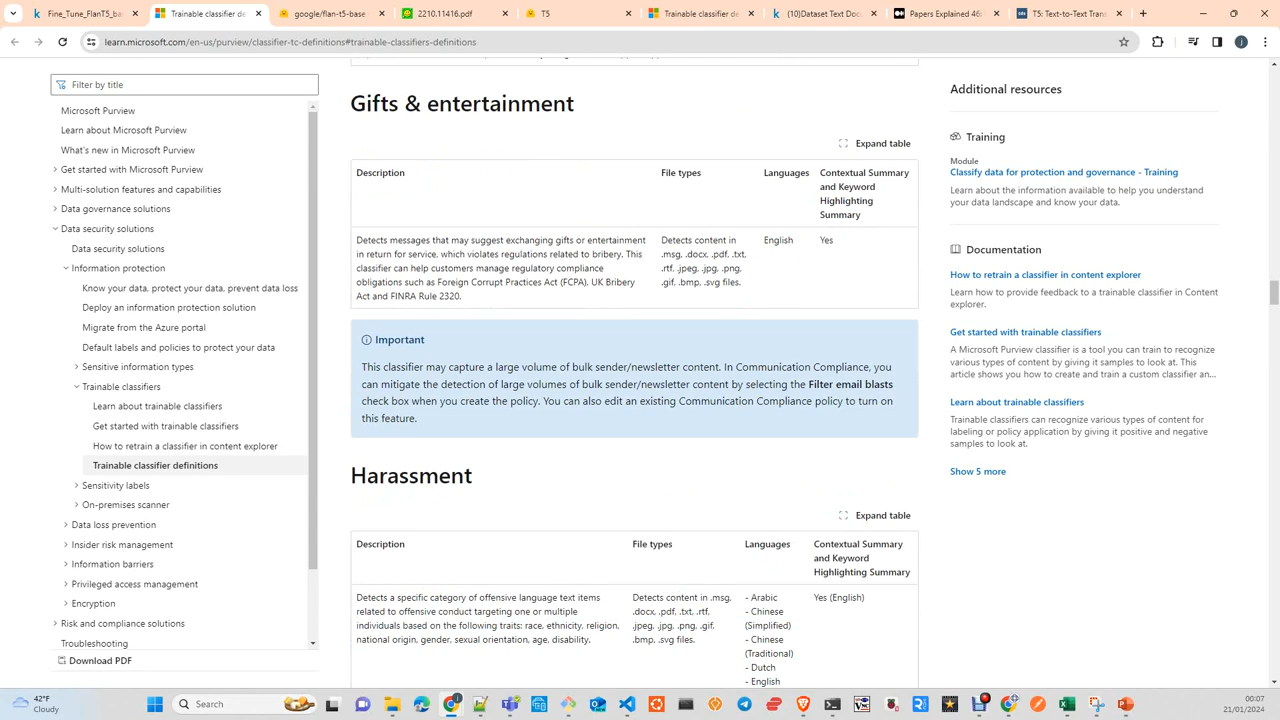 Fine_Tune_FlanT5_ba
Trainable classifier de
google/flan-t5-base
2210.11416.pdf
T5
Trainable classifier de
(10)Dataset Text Docu
Papers Explained 46:
T5: Text-to-Text Trans
learn.microsoft.com/en-us/purview/classifier-tc-definitions#trainable-classifiers-definitions
Filter by title
Microsoft Purview
Learn about Microsoft Purview
What's new in Microsoft Purview
Get started with Microsoft Purview
Multi-solution features and capabilities
Data governance solutions
Data security solutions
Data security solutions
Information protection
Know your data, protect your data, prevent data loss
Deploy an information protection solution
Migrate from the Azure portal
Default labels and policies to protect your data
Sensitive information types
Trainable classifiers
Learn about trainable classifiers
Get started with trainable classifiers
How to retrain a classifier in content explorer
Trainable classifier definitions
Sensitivity labels
On-premises scanner
Data loss prevention
Insider risk management
Information barriers
Privileged access management
Encryption
Risk and compliance solutions
Troubleshooting
Download PDF
Gifts & entertainment
Expand table
Description
File types
Languages
Contextual Summary
and Keyword
Highlighting
Summary
Detects messages that may suggest exchanging gifts or entertainment
in return for service, which violates regulations related to bribery. This
classifier can help customers manage regulatory compliance
obligations such as Foreign Corrupt Practices Act (FCPA), UK Bribery
Act and FINRA Rule 2320.
Detects content in
.msg, .docx, .pdf, .txt,
.rtf, .jpeg, .jpg, .png,
.gif, .bmp, .svg files.
English
Yes
Important
This classifier may capture a large volume of bulk sender/newsletter content. In Communication Compliance, you
can mitigate the detection of large volumes of bulk sender/newsletter content by selecting the Filter email blasts
check box when you create the policy. You can also edit an existing Communication Compliance policy to turn on
this feature.
Harassment
Expand table
Description
File types
Languages
Contextual Summary
and Keyword
Highlighting Summary
Detects a specific category of offensive language text items
related to offensive conduct targeting one or multiple
individuals based on the following traits: race, ethnicity, religion,
national origin, gender, sexual orientation, age, disability.
Detects content in .msg,
.docx, .pdf, .txt, .rtf,
.jpeg, .jpg, .png, .gif,
.bmp, .svg files.
- Arabic
- Chinese
(Simplified)
- Chinese
(Traditional)
- Dutch
- English
Yes (English)
Additional resources
Training
Module
Classify data for protection and governance - Training
Learn about the information available to help you understand
your data landscape and know your data.
Documentation
How to retrain a classifier in content explorer
Learn how to provide feedback to a trainable classifier in Content
explorer.
Get started with trainable classifiers
A Microsoft Purview classifier is a tool you can train to recognize
various types of content by giving it samples to look at. This
article shows you how to create and train a custom classifier an...
Learn about trainable classifiers
Trainable classifiers can recognize various types of content for
labeling or policy application by giving it positive and negative
samples to look at.
Show 5 more
42°F
Cloudy
Search
00:07
21/01/2024